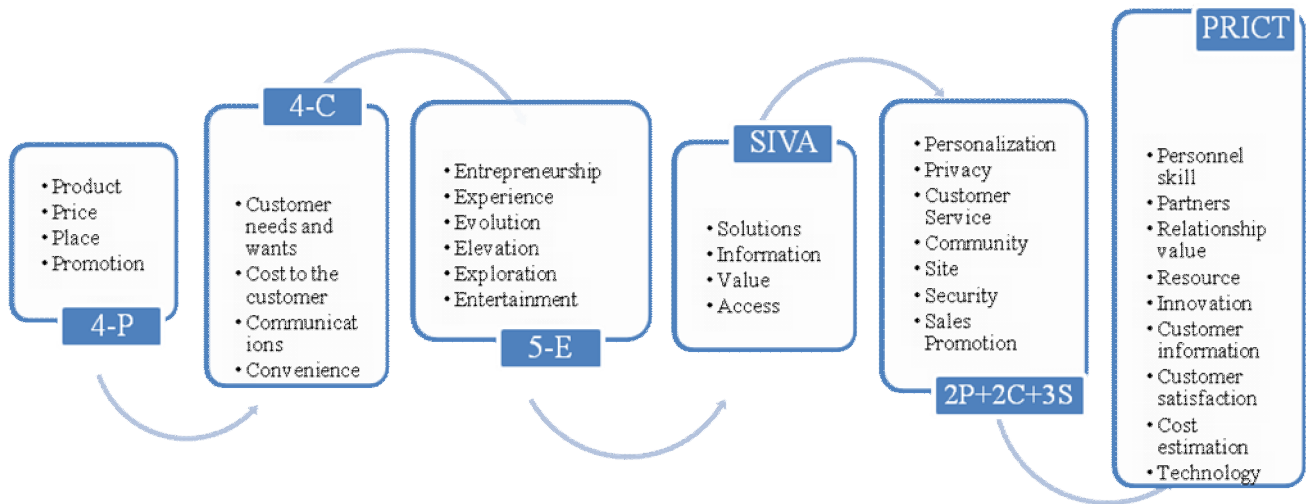 4-P
• Product
• Price
• Place
• Promotion
4-C
• Customer
needs and
wants
• Cost to the
customer
• Communicat
ions
• Convenience
• Entrepreneurship
• Experience
• Evolution
• Elevation
• Exploration
• Entertainment
5-E
SIVA
• Solutions
• Information
• Value
• Access
• Personalization
• Privacy
• Customer
Service
• Community
• Site
• Security
• Sales
Promotion
2P+2C+3S
PRICT
• Personnel
skill
• Partners
• Relationship
value
• Resource
• Innovation
• Customer
information
• Customer
satisfaction
• Cost
estimation
• Technology